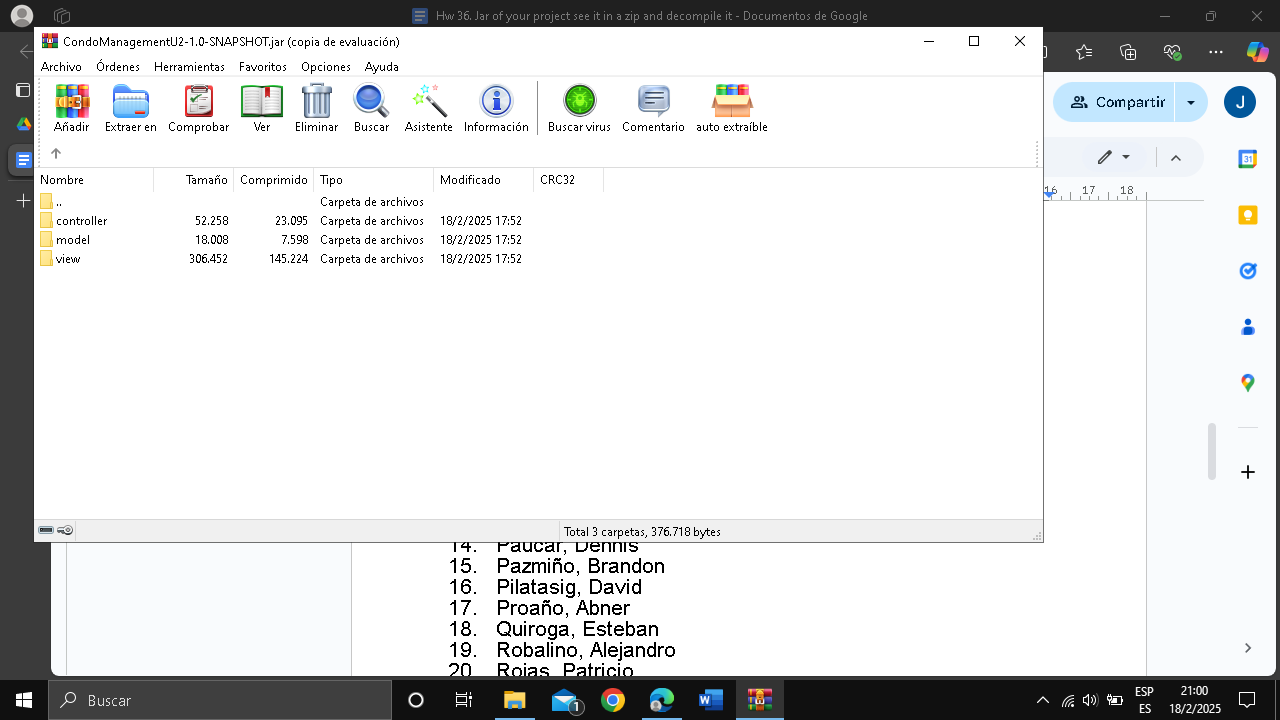 Hw 36. Jar of your project see it in a zip and decompile it - Documentos de Google
CondoManagementU2-1.0-SNAPSHOT.jar (copia de evaluación)
Archivo Órdenes Herramientas Favoritos Opciones Ayuda
Añadir Extraer en Comprobar Ver Eliminar Buscar Asistente Información Buscar virus Comentario auto extraíble
Compartir J
Nombre Tamaño Comprimido Tipo Modificado CRC32
16 17 18
.. Carpeta de archivos
controller 52.258 23.095 Carpeta de archivos 18/2/2025 17:52
model 18.008 7.598 Carpeta de archivos 18/2/2025 17:52
view 306.452 145.224 Carpeta de archivos 18/2/2025 17:52
31
Total 3 carpetas, 376.718 bytes
14. Paucar, Dennis
15. Pazmiño, Brandon
16. Pilatasig, David
17. Proaño, Abner
18. Quiroga, Esteban
19. Robalino, Alejandro
20. Rojas, Patricio
Buscar
1
ESP
ES
21:00
18/2/2025